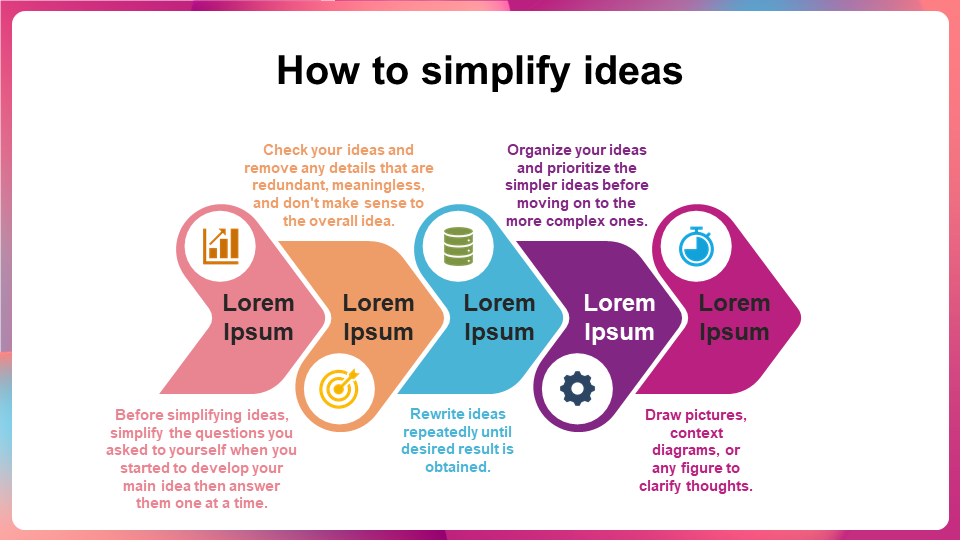 How to simplify ideas
Check your ideas and
remove any details that are
redundant, meaningless,
and don't make sense to
the overall idea.
Organize your ideas
and prioritize the
simpler ideas before
moving on to the
more complex ones.
Lorem
Ipsum
Lorem
Ipsum
Lorem
Ipsum
Lorem
Ipsum
Lorem
Ipsum
Before simplifying ideas,
simplify the questions you
asked to yourself when you
started to develop your
main idea then answer
them one at a time.
Rewrite ideas
repeatedly until
desired result is
obtained.
Draw pictures,
context
diagrams, or
any figure to
clarify thoughts.